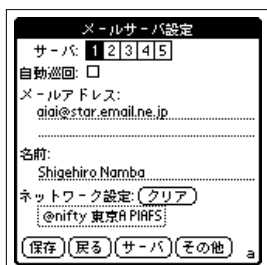 メールサーバ設定
サーバ: 1 2 3 4 5
自動巡回:
メールアドレス:
aiai@star.email.ne.jp
名前:
Shigehiro Namba
ネットワーク設定: クリア
@nifty 東京A PIAFS
保存 戻る サーバ その他 a